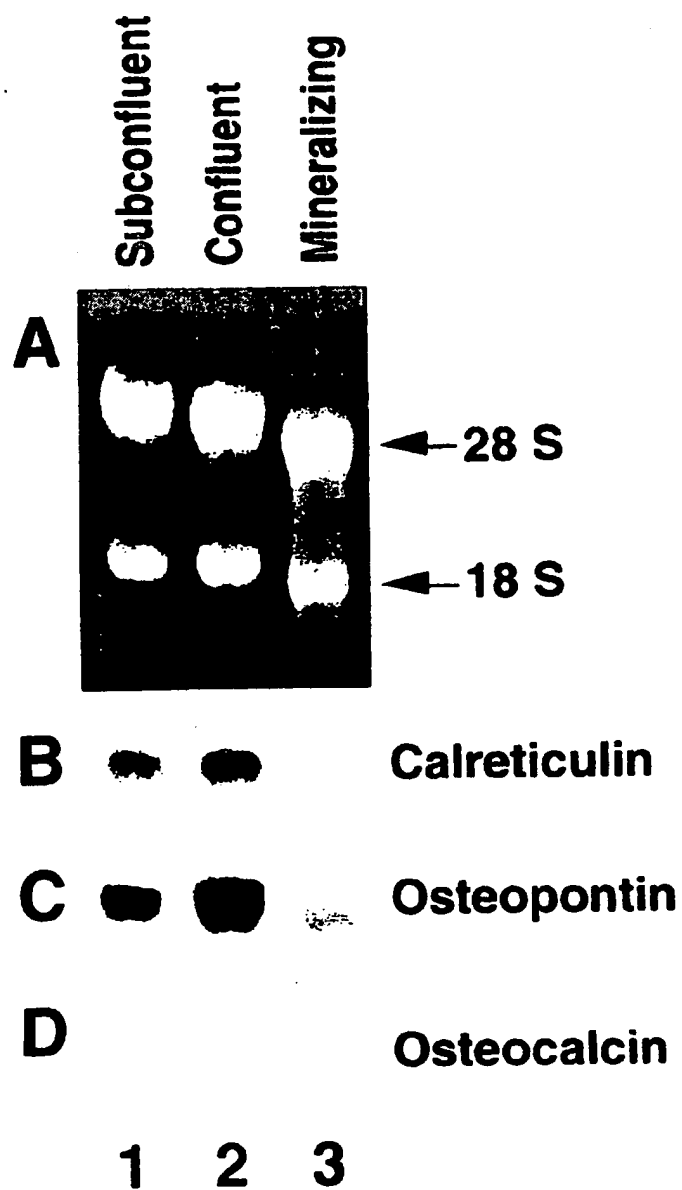 Subconfluent
Confluent
Mineralizing
A
28 S
18 S
B
Calreticulin
C
Osteopontin
D
Osteocalcin
1 2 3